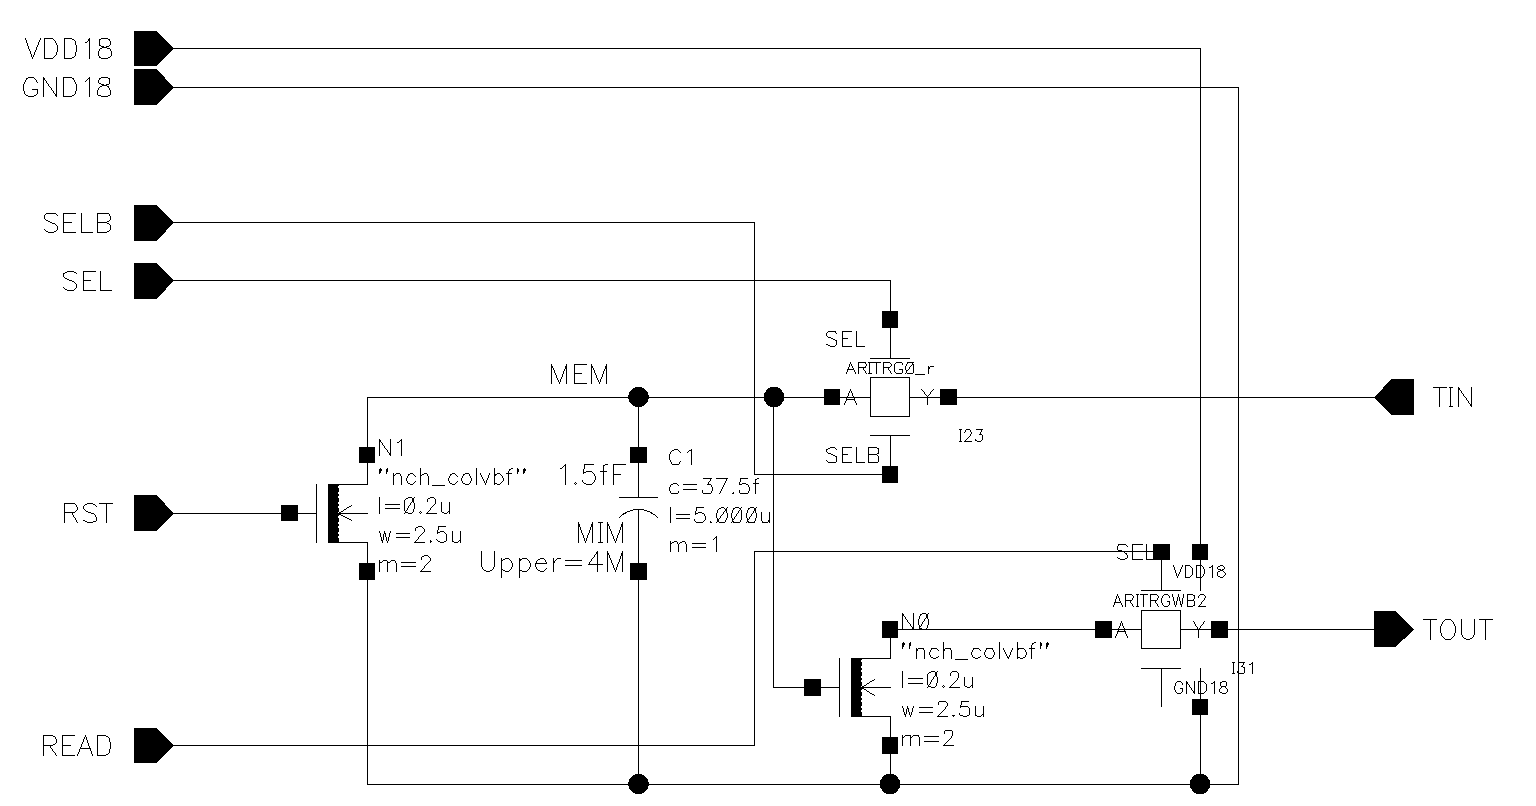 VDD18
GND18
SELB
SEL
SEL
ARITRGØ_r
MEM
A
Y
TIN
I23
N1
SELB
"nch_colvbf"
1.5fF
C1
c=37.5f
l=Ø.2u
RST
l=5.ØØØu
w=2.5u
MIM
m=1
m=2
Upper=4M
SEL
VDD18
ARITRGWB2
NØ
A
Y
TOUT
"nch_colvbf"
I31
l=Ø.2u
GND18
w=2.5u
READ
m=2